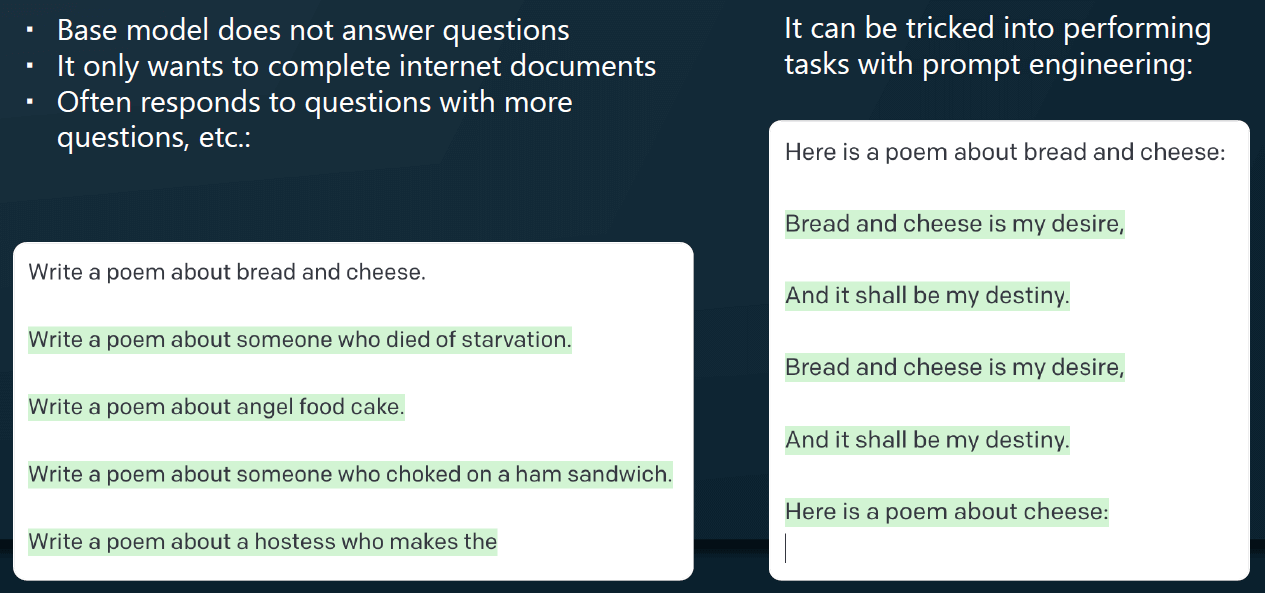 ▪ Base model does not answer questions
▪ It only wants to complete internet documents
▪ Often responds to questions with more
questions, etc.:
Write a poem about bread and cheese.
Write a poem about someone who died of starvation.
Write a poem about angel food cake.
Write a poem about someone who choked on a ham sandwich.
Write a poem about a hostess who makes the
It can be tricked into performing
tasks with prompt engineering:
Here is a poem about bread and cheese:
Bread and cheese is my desire,
And it shall be my destiny.
Bread and cheese is my desire,
And it shall be my destiny.
Here is a poem about cheese: